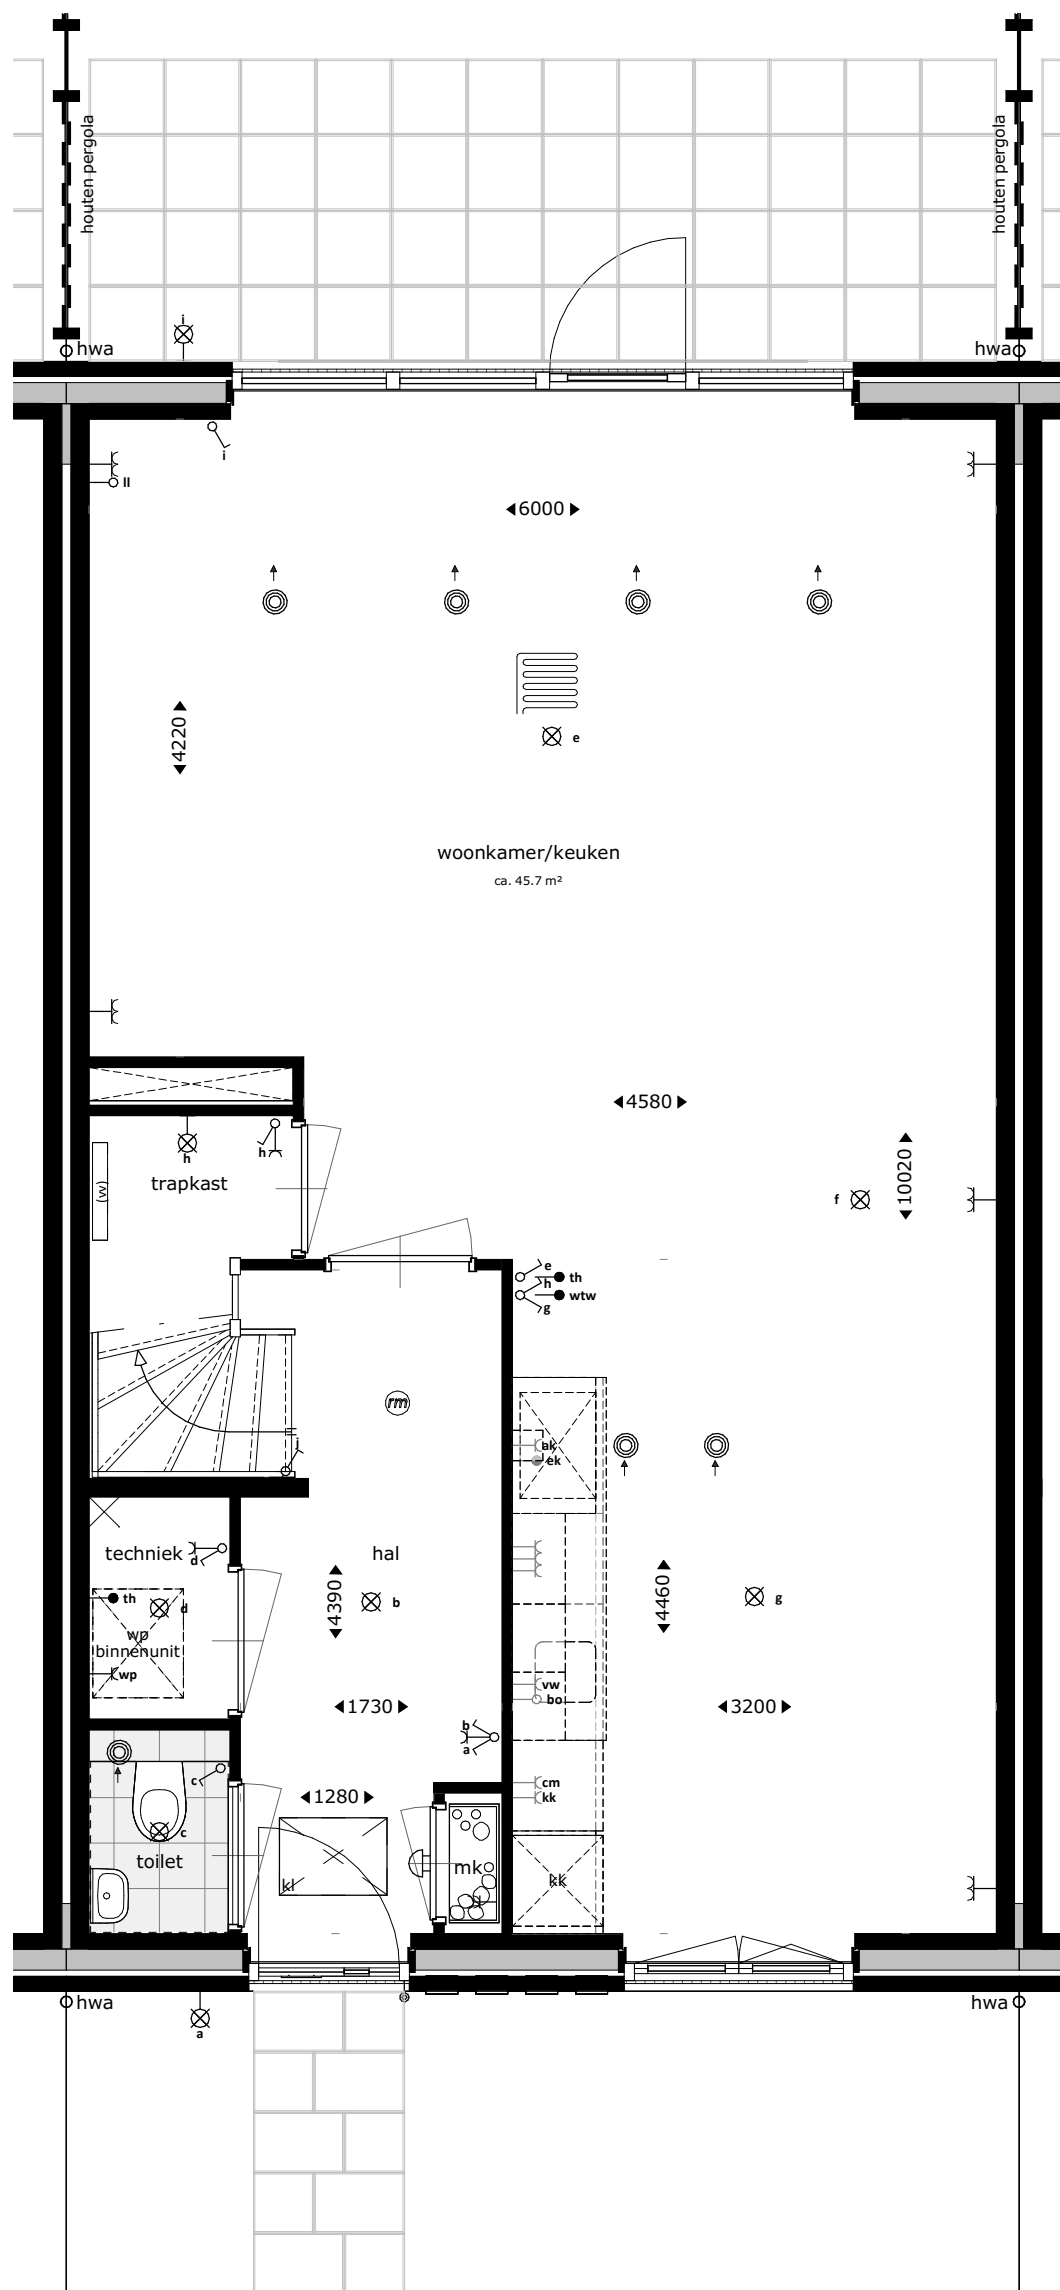 houten pergola
houten pergola
i
hwa
hwa
i
II
6000
4220
e
woonkamer/keuken
ca. 45.7 m²
4580
h
h
trapkast
(w)
10020
f
e
h
th
wtw
g
rm
j
ak
ek
techniek
d
hal
th
d
4390
b
4460
g
wp
binnenunit
wp
vw
bo
1730
3200
b
a
c
cm
kk
1280
c
toilet
kl
mk
kk
hwa
hwa
a